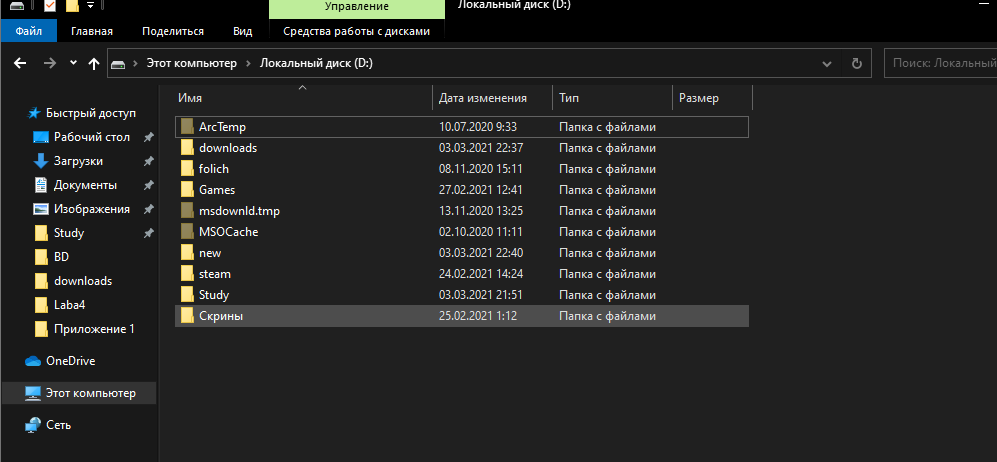 Управление
Локальный диск (D:)
Файл
Главная
Поделиться
Вид
Средства работы с дисками
Этот компьютер > Локальный диск (D:)
Поиск: Локальный
Имя
Дата изменения
Тип
Размер
Быстрый доступ
Рабочий стол
Загрузки
Документы
Изображения
Study
BD
downloads
Laba4
Приложение 1
OneDrive
Этот компьютер
Сеть
ArcTemp 10.07.2020 9:33 Папка с файлами
downloads 03.03.2021 22:37 Папка с файлами
folich 08.11.2020 15:11 Папка с файлами
Games 27.02.2021 12:41 Папка с файлами
msdownld.tmp 13.11.2020 13:25 Папка с файлами
MSOCache 02.10.2020 11:11 Папка с файлами
new 03.03.2021 22:40 Папка с файлами
steam 24.02.2021 14:24 Папка с файлами
Study 03.03.2021 21:51 Папка с файлами
Скрины 25.02.2021 1:12 Папка с файлами